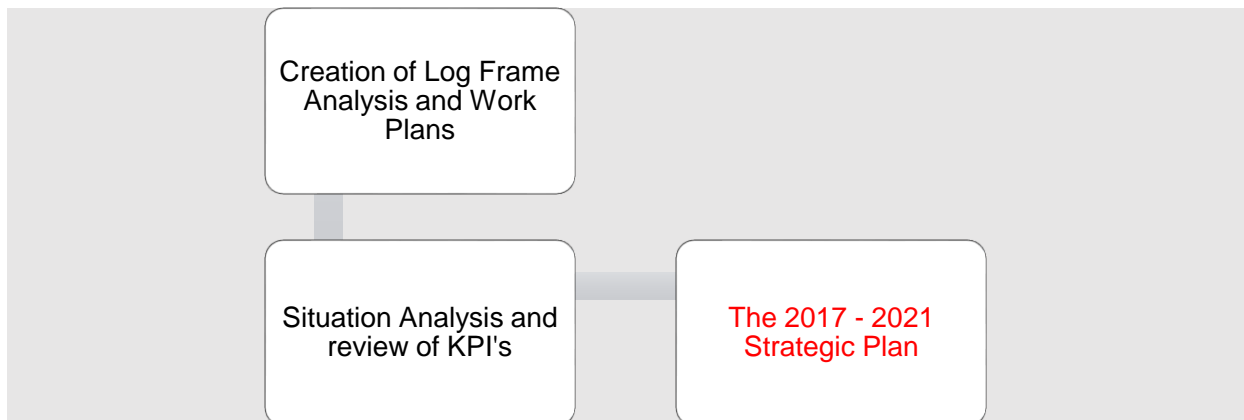 Creation of Log Frame
Analysis and Work
Plans
Situation Analysis and
review of KPI's
The 2017 - 2021
Strategic Plan